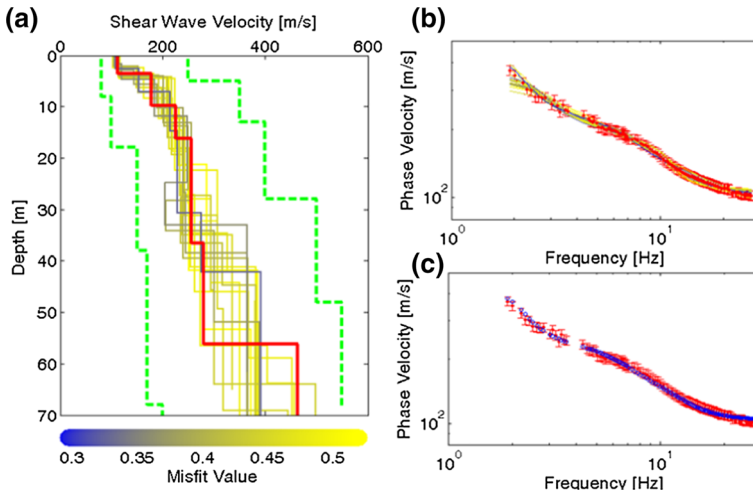 (a)
Shear Wave Velocity [m/s]
0 200 400 600
0
10
20
30
40
50
60
70
Depth [m]
0.3 0.35 0.4 0.45 0.5
Misfit Value
(b)
Phase Velocity [m/s]
10²
10⁰ 10¹
Frequency [Hz]
(c)
Phase Velocity [m/s]
10²
10⁰ 10¹
Frequency [Hz]